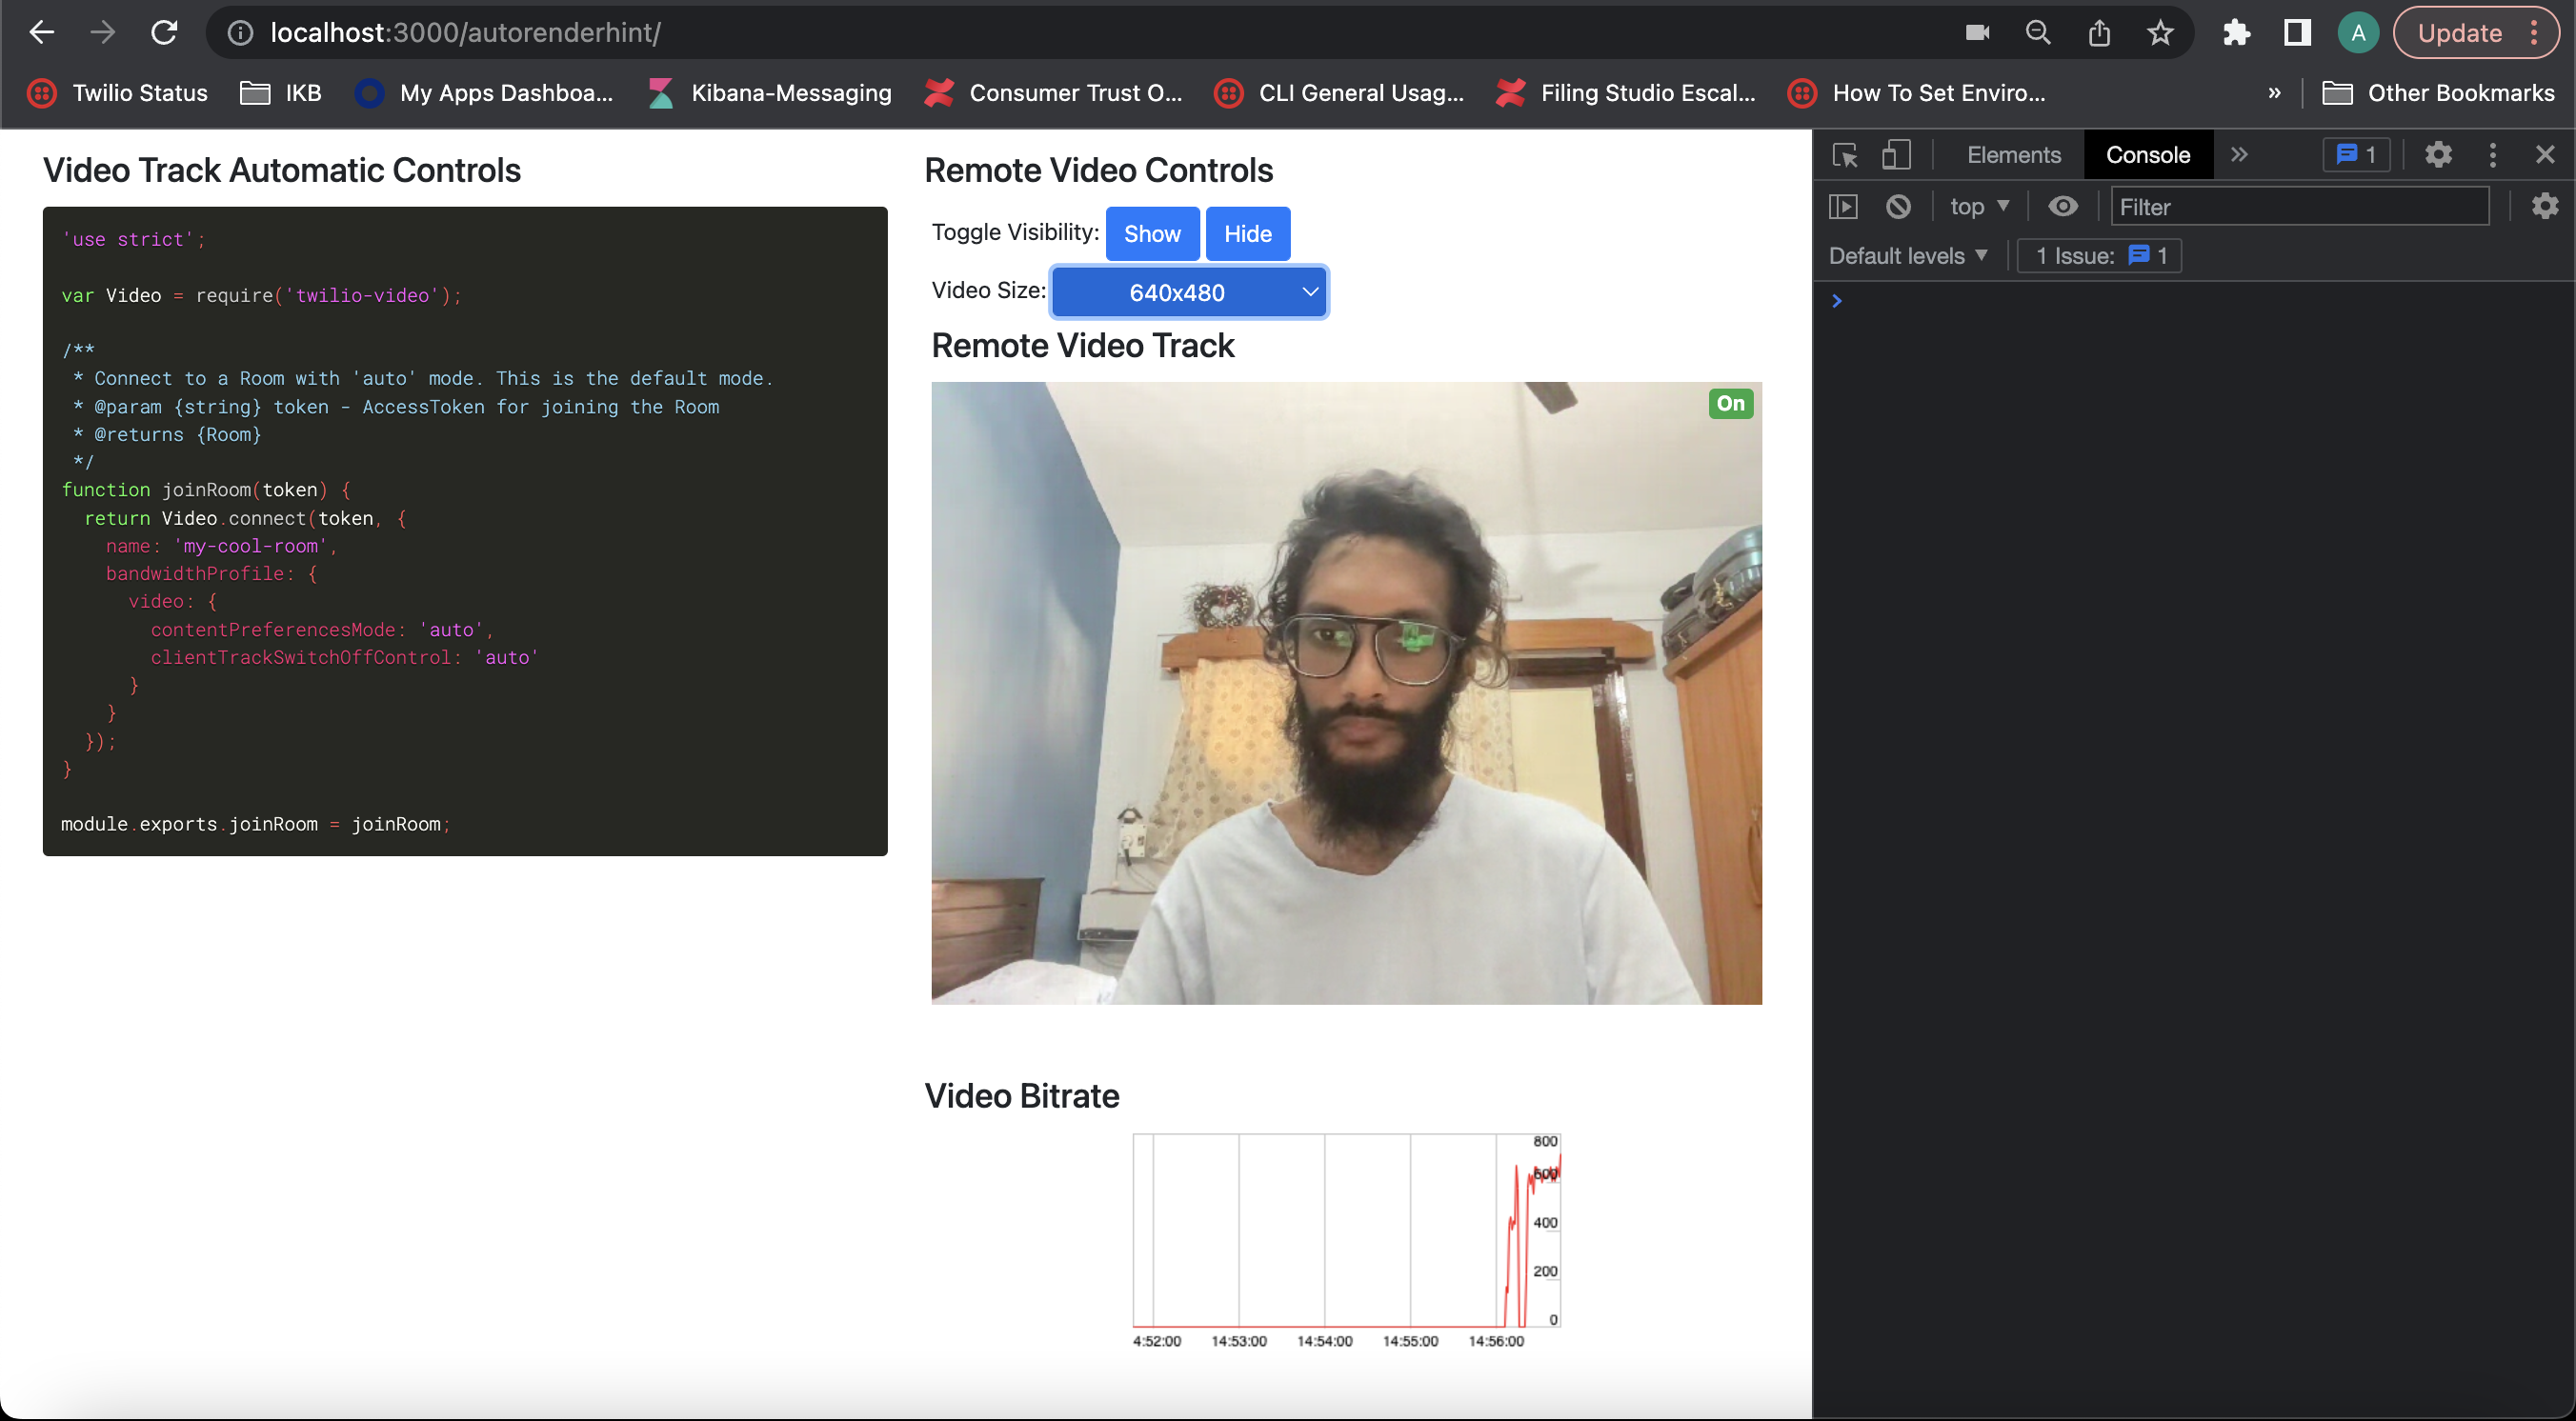 localhost:3000/autorenderhint/
A
Update
Twilio Status
IKB
My Apps Dashboa...
Kibana-Messaging
Consumer Trust O...
CLI General Usag...
Filing Studio Escal...
How To Set Enviro...
»
Other Bookmarks
Video Track Automatic Controls
'use strict';
var Video = require('twilio-video');
/**
* Connect to a Room with 'auto' mode. This is the default mode.
* @param {string} token - AccessToken for joining the Room
* @returns {Room}
*/
function joinRoom(token) {
return Video.connect(token, {
name: 'my-cool-room',
bandwidthProfile: {
video: {
contentPreferencesMode: 'auto',
clientTrackSwitchOffControl: 'auto'
}
}
});
}
module.exports.joinRoom = joinRoom;
Remote Video Controls
Toggle Visibility: Show Hide
Video Size: 640x480
Remote Video Track
On
Video Bitrate
800
600
400
200
0
4:52:00 14:53:00 14:54:00 14:55:00 14:56:00
Elements Console » 1
top Filter
Default levels 1 Issue: 1